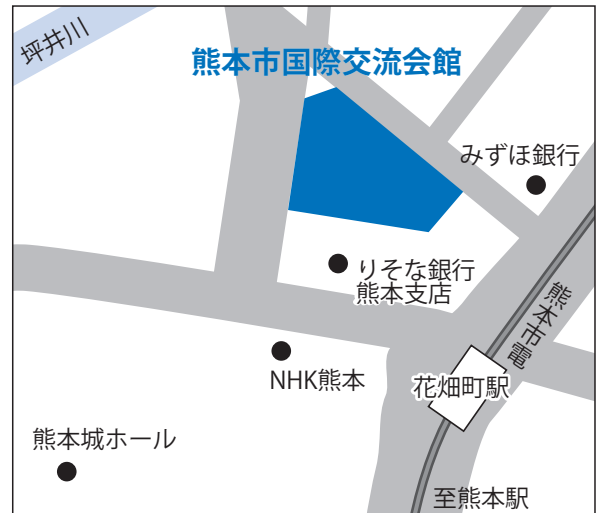 坪井川
熊本市国際交流会館
みずほ銀行
りそな銀行
熊本支店
熊本市電
NHK熊本
花畑町駅
熊本城ホール
至熊本駅